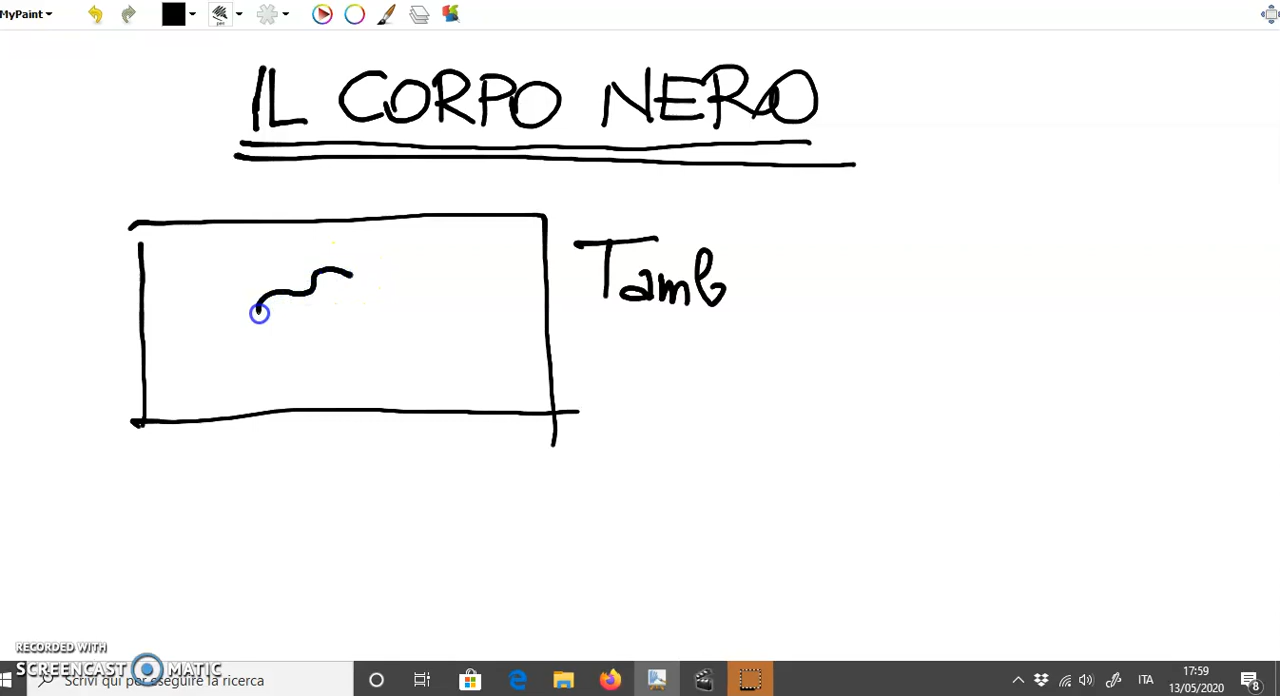 MyPaint
IL CORPO NERO
Tamb
RECORDED WITH
SCREENCAST MATIC
Scrivi qui per eseguire la ricerca
ITA
17:59
13/05/2020
8